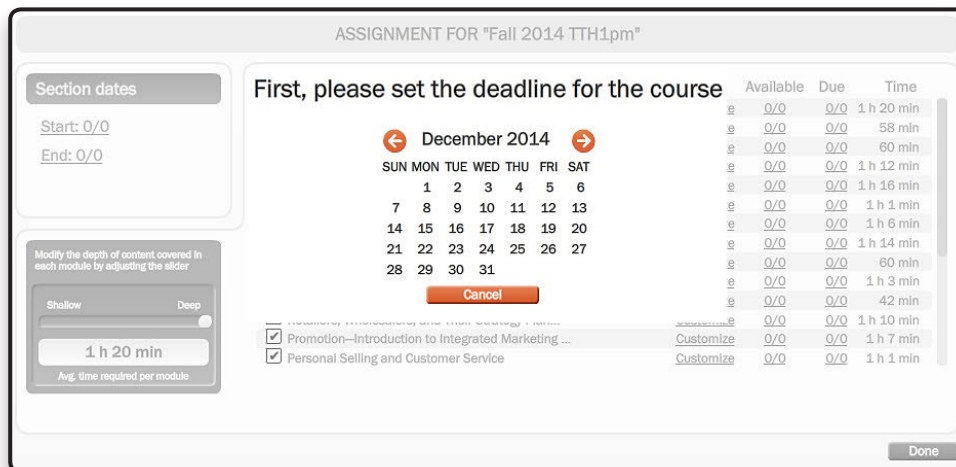 ASSIGNMENT FOR "Fall 2014 TTH1pm"
Section dates
Start: 0/0
End: 0/0
Modify the depth of content covered in
each module by adjusting the slider
Shallow Deep
1 h 20 min
Avg. time required per module
First, please set the deadline for the course
December 2014
SUN MON TUE WED THU FRI SAT
1 2 3 4 5 6
7 8 9 10 11 12 13
14 15 16 17 18 19 20
21 22 23 24 25 26 27
28 29 30 31
Cancel
Available Due Time
e 0/0 0/0 1 h 20 min
e 0/0 0/0 58 min
e 0/0 0/0 60 min
e 0/0 0/0 1 h 12 min
e 0/0 0/0 1 h 16 min
e 0/0 0/0 1 h 1 min
e 0/0 0/0 1 h 6 min
e 0/0 0/0 1 h 14 min
e 0/0 0/0 60 min
e 0/0 0/0 1 h 3 min
e 0/0 0/0 42 min
Retailers, Wholesalers, and Their Strategy Plan... Customize 0/0 0/0 1 h 10 min
Promotion—Introduction to Integrated Marketing ... Customize 0/0 0/0 1 h 7 min
Personal Selling and Customer Service Customize 0/0 0/0 1 h 1 min
Done